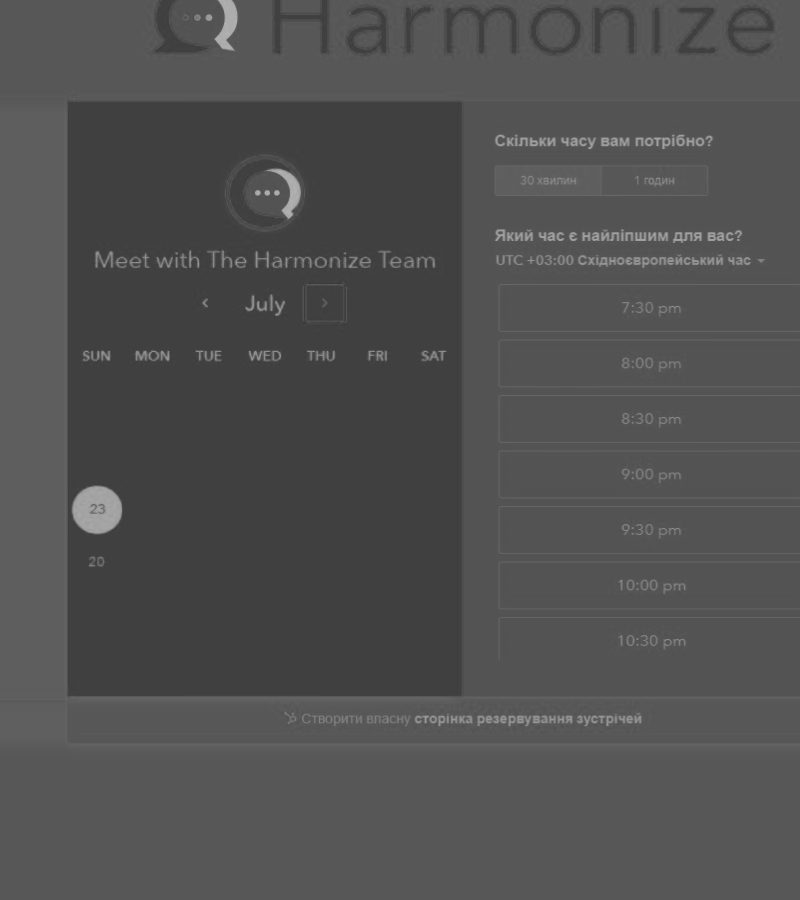 Harmonize
Meet with The Harmonize Team
July
SUN MON TUE WED THU FRI SAT
23
20
Скільки часу вам потрібно?
30 хвилин 1 годин
Який час є найліпшим для вас?
UTC +03:00 Східноєвропейський час
7:30 pm
8:00 pm
8:30 pm
9:00 pm
9:30 pm
10:00 pm
10:30 pm
Створити власну сторінка резервування зустрічей